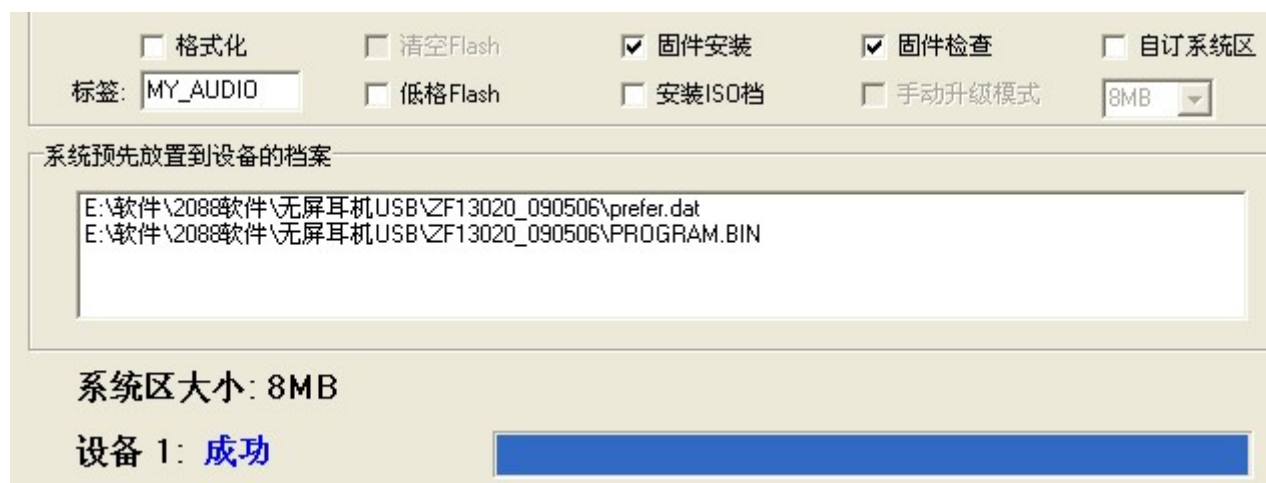 格式化 清空Flash 固件安装 固件检查 自订系统区
标签: MY_AUDIO 低格Flash 安装ISO档 手动升级模式 8MB
系统预先放置到设备的档案
E:\软件\2088软件\无屏耳机USB\ZF13020_090506\prefer.dat
E:\软件\2088软件\无屏耳机USB\ZF13020_090506\PROGRAM.BIN
系统区大小: 8MB
设备 1: 成功